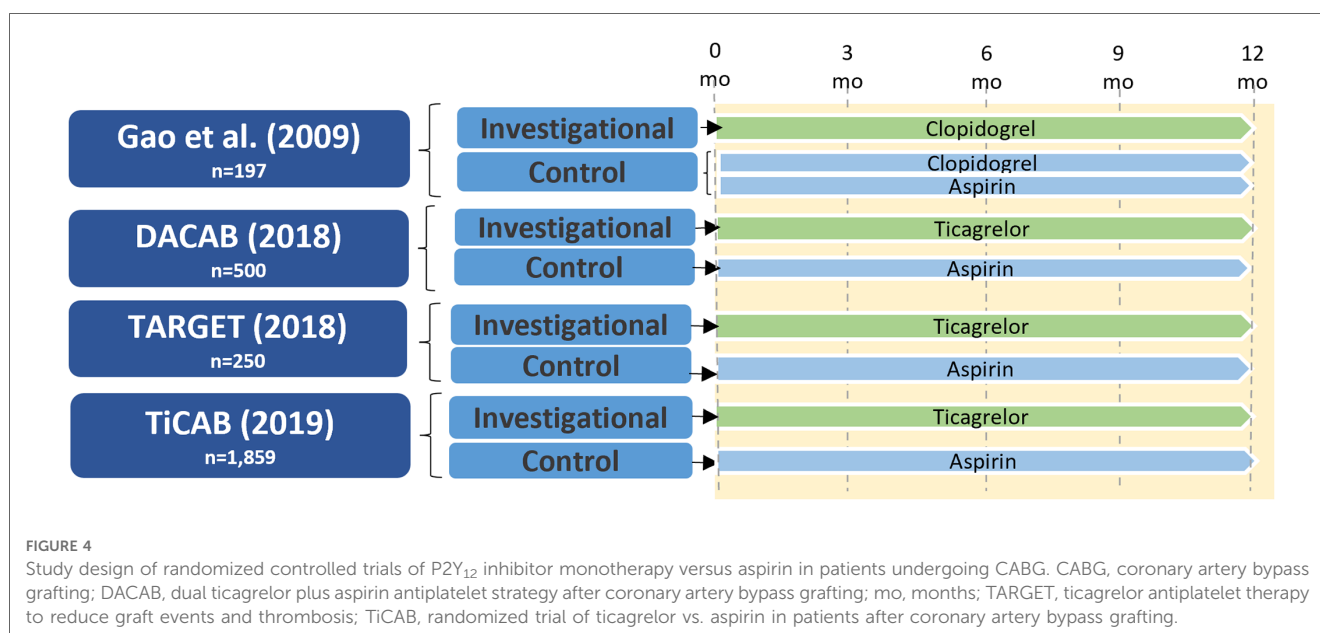 0 3 6 9 12
mo mo mo mo mo
Gao et al. (2009)
n=197
Investigational
Clopidogrel
Control
Clopidogrel
Aspirin
DACAB (2018)
n=500
Investigational
Ticagrelor
Control
Aspirin
TARGET (2018)
n=250
Investigational
Ticagrelor
Control
Aspirin
TiCAB (2019)
n=1,859
Investigational
Ticagrelor
Control
Aspirin
FIGURE 4
Study design of randomized controlled trials of P2Y₁₂ inhibitor monotherapy versus aspirin in patients undergoing CABG. CABG, coronary artery bypass
grafting; DACAB, dual ticagrelor plus aspirin antiplatelet strategy after coronary artery bypass grafting; mo, months; TARGET, ticagrelor antiplatelet therapy
to reduce graft events and thrombosis; TiCAB, randomized trial of ticagrelor vs. aspirin in patients after coronary artery bypass grafting.